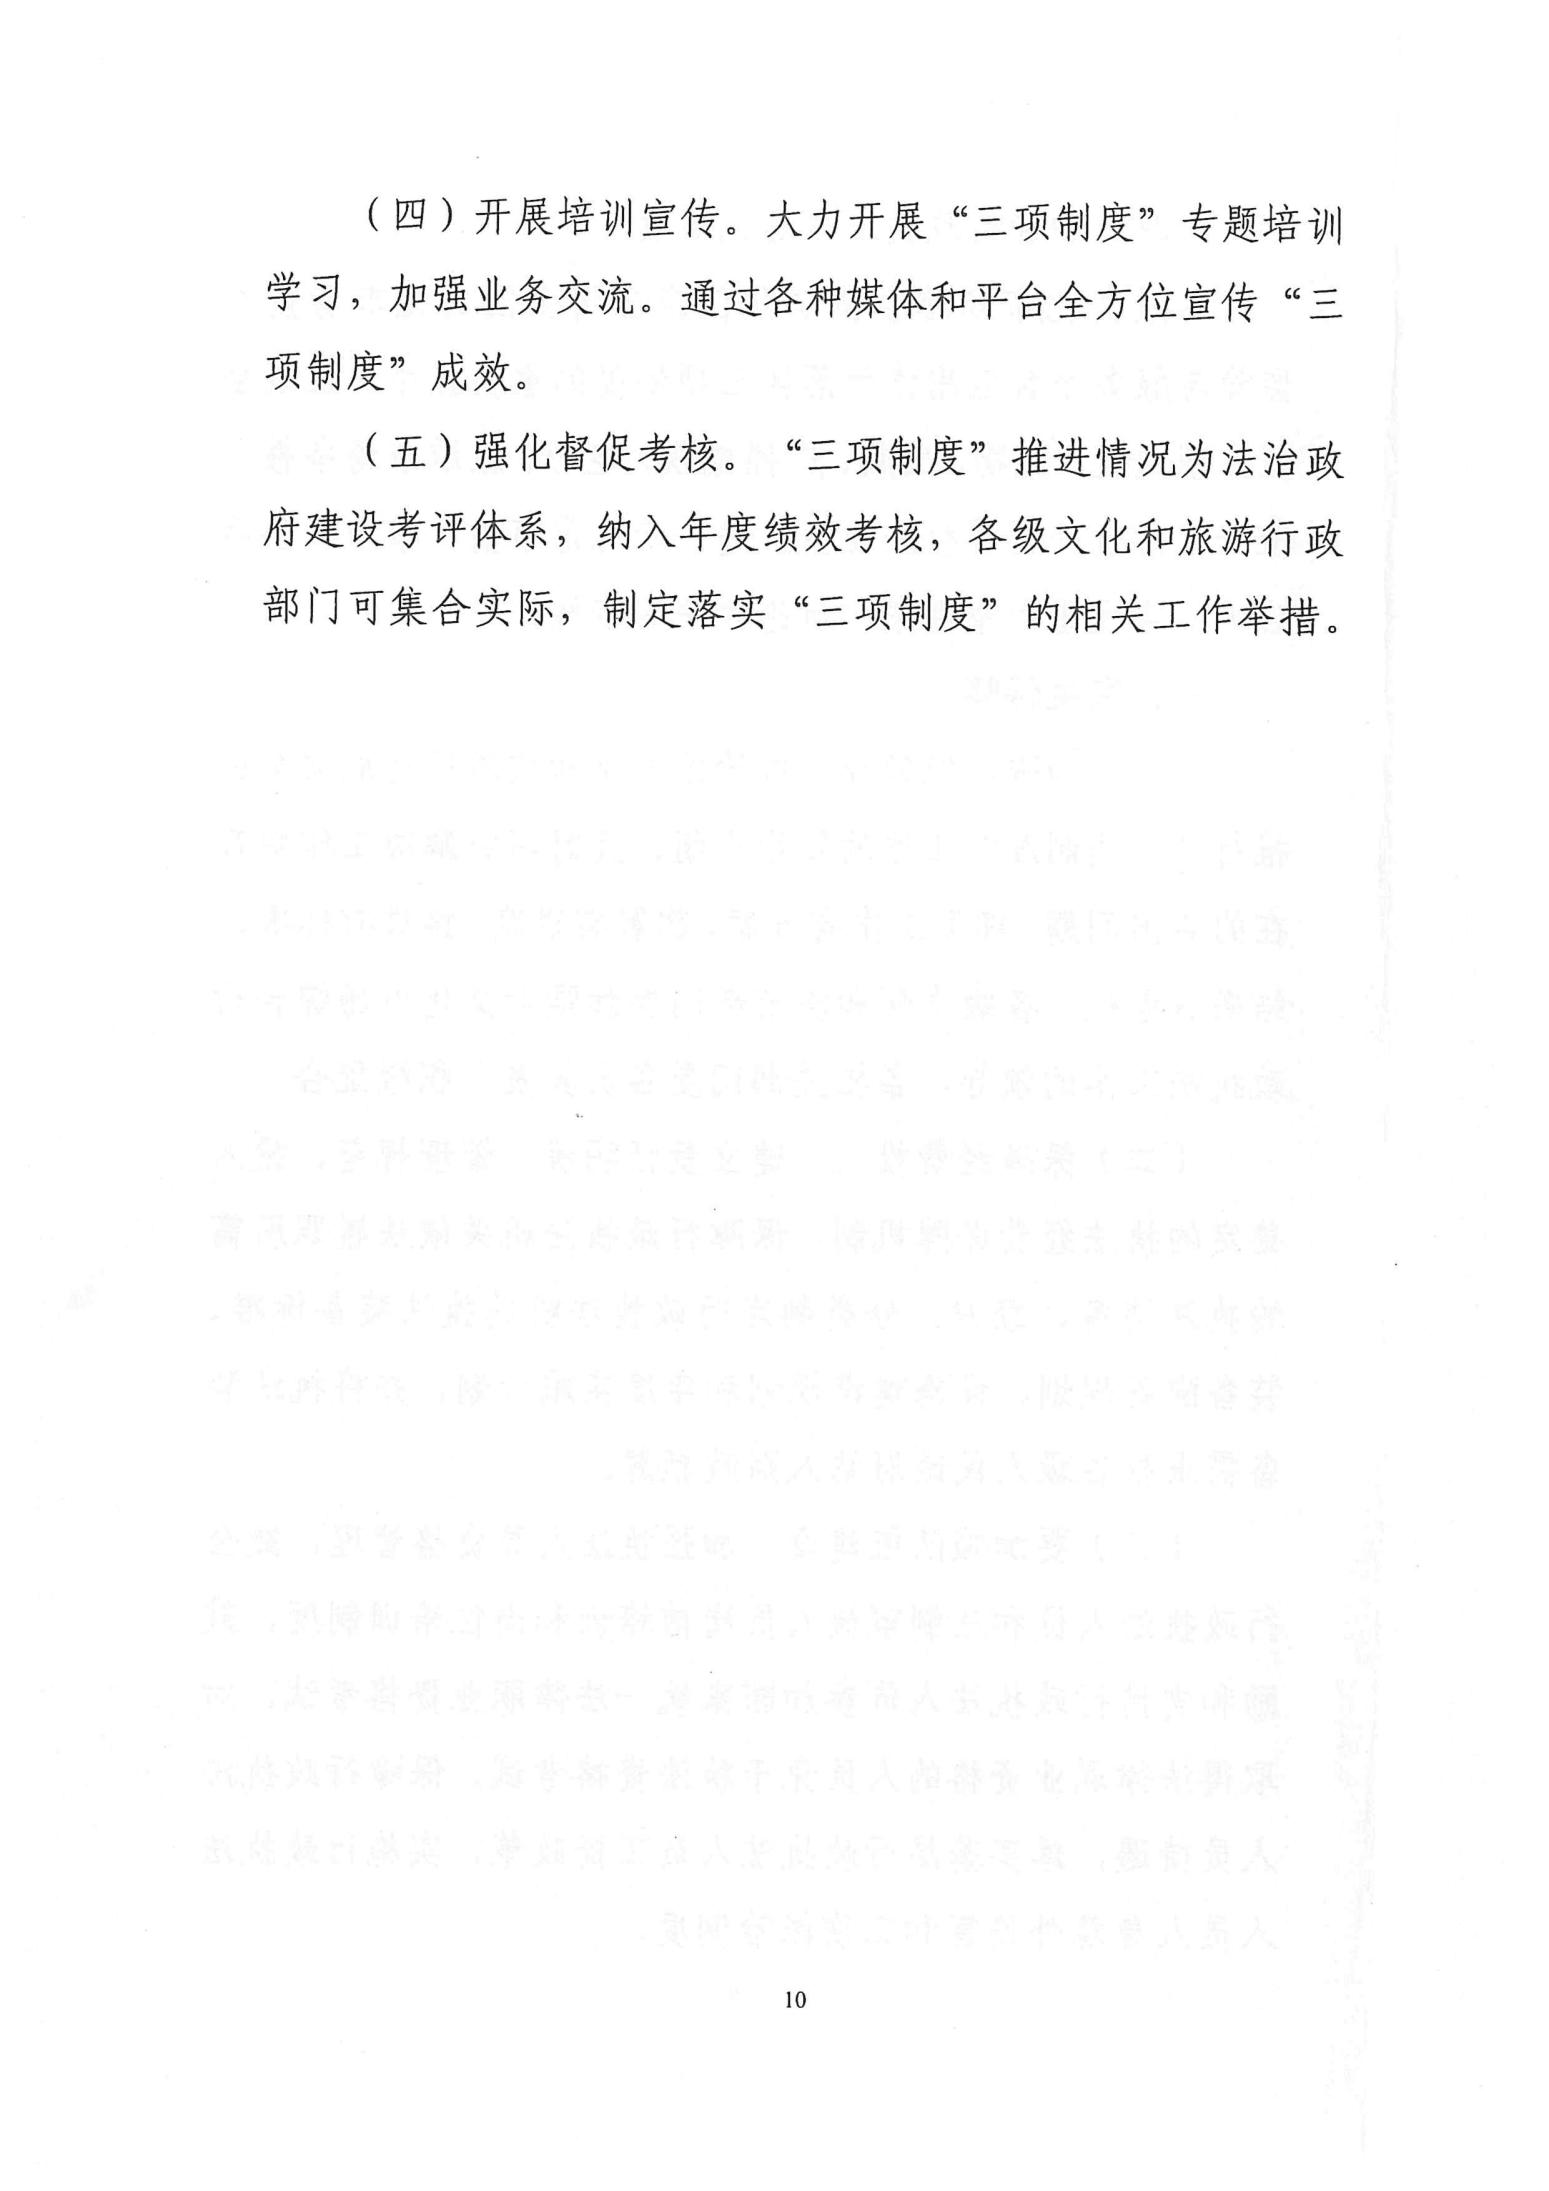 （四）开展培训宣传。大力开展“三项制度”专题培训
学习，加强业务交流。通过各种媒体和平台全方位宣传“三
项制度”成效。
（五）强化督促考核。“三项制度”推进情况为法治政
府建设考评体系，纳入年度绩效考核，各级文化和旅游行政
部门可集合实际，制定落实“三项制度”的相关工作举措。
10